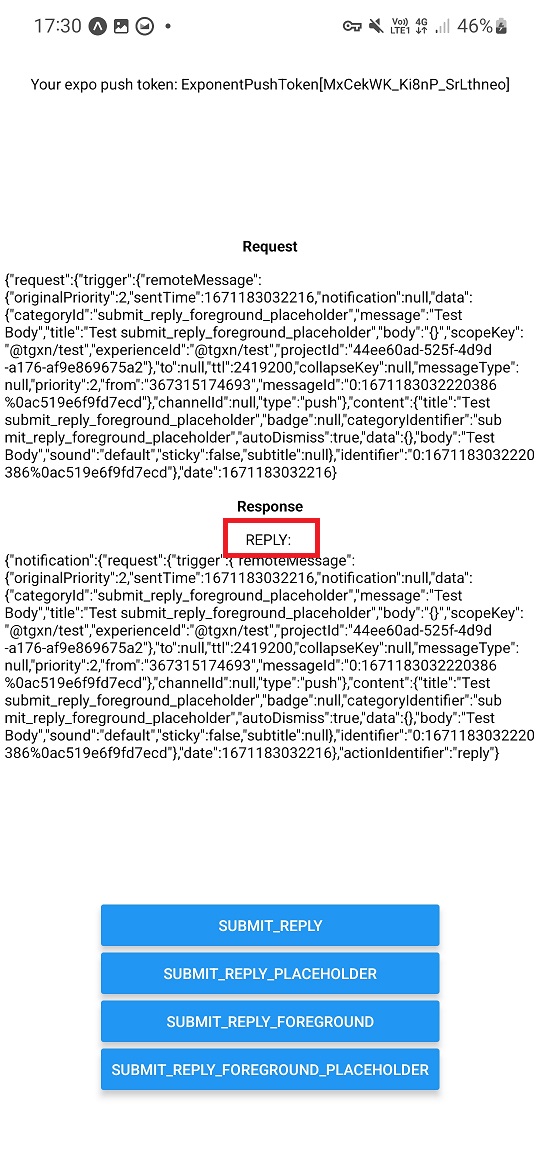 17:30 Vo) LTE1 4G 46%
Your expo push token: ExponentPushToken[MxCekWK_Ki8nP_SrLthneo]
Request
{"request":{"trigger":{"remoteMessage":
{"originalPriority":2,"sentTime":1671183032216,"notification":null,"data":
{"categoryId":"submit_reply_foreground_placeholder","message":"Test
Body","title":"Test submit_reply_foreground_placeholder","body":"{}","scopeKey":
"@tgxn/test","experienceId":"@tgxn/test","projectId":"44ee60ad-525f-4d9d
-a176-af9e869675a2"},"to":null,"ttl":2419200,"collapseKey":null,"messageType":
null,"priority":2,"from":"367315174693","messageId":"0:1671183032220386
%0ac519e6f9fd7ecd"},"channelId":null,"type":"push"},"content":{"title":"Test
submit_reply_foreground_placeholder","badge":null,"categoryIdentifier":"sub
mit_reply_foreground_placeholder","autoDismiss":true,"data":{},"body":"Test
Body","sound":"default","sticky":false,"subtitle":null},"identifier":"0:1671183032220
386%0ac519e6f9fd7ecd"},"date":1671183032216}
Response
REPLY:
{"notification":{"request":{"trigger":{"remoteMessage":
{"originalPriority":2,"sentTime":1671183032216,"notification":null,"data":
{"categoryId":"submit_reply_foreground_placeholder","message":"Test
Body","title":"Test submit_reply_foreground_placeholder","body":"{}","scopeKey":
"@tgxn/test","experienceId":"@tgxn/test","projectId":"44ee60ad-525f-4d9d
-a176-af9e869675a2"},"to":null,"ttl":2419200,"collapseKey":null,"messageType":
null,"priority":2,"from":"367315174693","messageId":"0:1671183032220386
%0ac519e6f9fd7ecd"},"channelId":null,"type":"push"},"content":{"title":"Test
submit_reply_foreground_placeholder","badge":null,"categoryIdentifier":"sub
mit_reply_foreground_placeholder","autoDismiss":true,"data":{},"body":"Test
Body","sound":"default","sticky":false,"subtitle":null},"identifier":"0:1671183032220
386%0ac519e6f9fd7ecd"},"date":1671183032216},"actionIdentifier":"reply"}
SUBMIT_REPLY
SUBMIT_REPLY_PLACEHOLDER
SUBMIT_REPLY_FOREGROUND
SUBMIT_REPLY_FOREGROUND_PLACEHOLDER